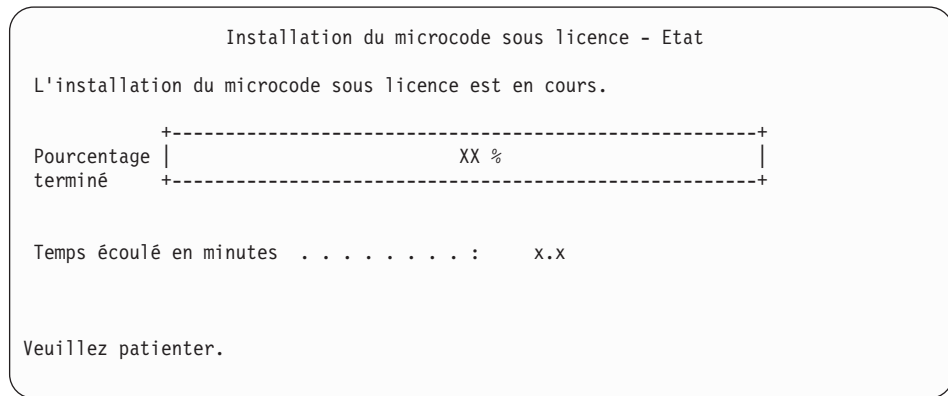 Installation du microcode sous licence - Etat
L'installation du microcode sous licence est en cours.
+-------------------------------------------------------+
Pourcentage | XX % |
terminé +-------------------------------------------------------+
Temps écoulé en minutes . . . . . . . . : x.x
Veuillez patienter.